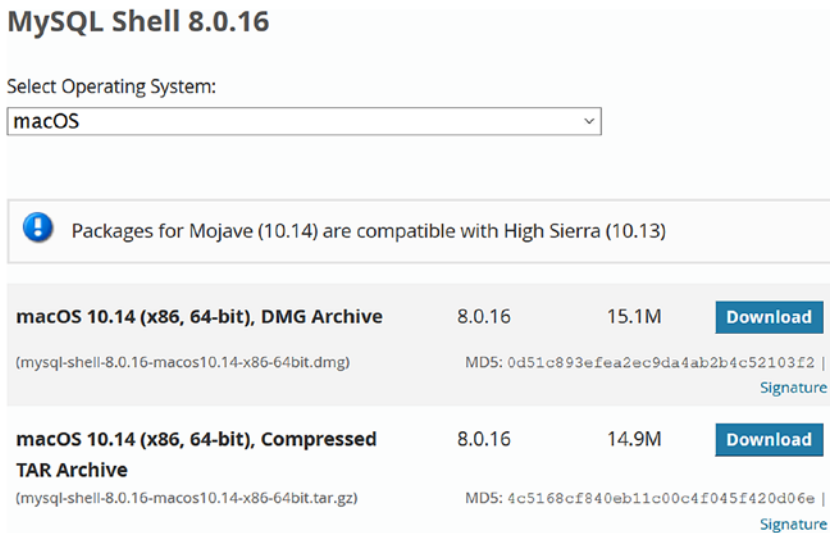 MySQL Shell 8.0.16
Select Operating System:
macOS
Packages for Mojave (10.14) are compatible with High Sierra (10.13)
macOS 10.14 (x86, 64-bit), DMG Archive 8.0.16 15.1M Download
(mysql-shell-8.0.16-macos10.14-x86-64bit.dmg) MD5: 0d51c893efea2ec9da4ab2b4c52103f2 |
Signature
macOS 10.14 (x86, 64-bit), Compressed 8.0.16 14.9M Download
TAR Archive
(mysql-shell-8.0.16-macos10.14-x86-64bit.tar.gz) MD5: 4c5168cf840eb11c00c4f045f420d06e |
Signature